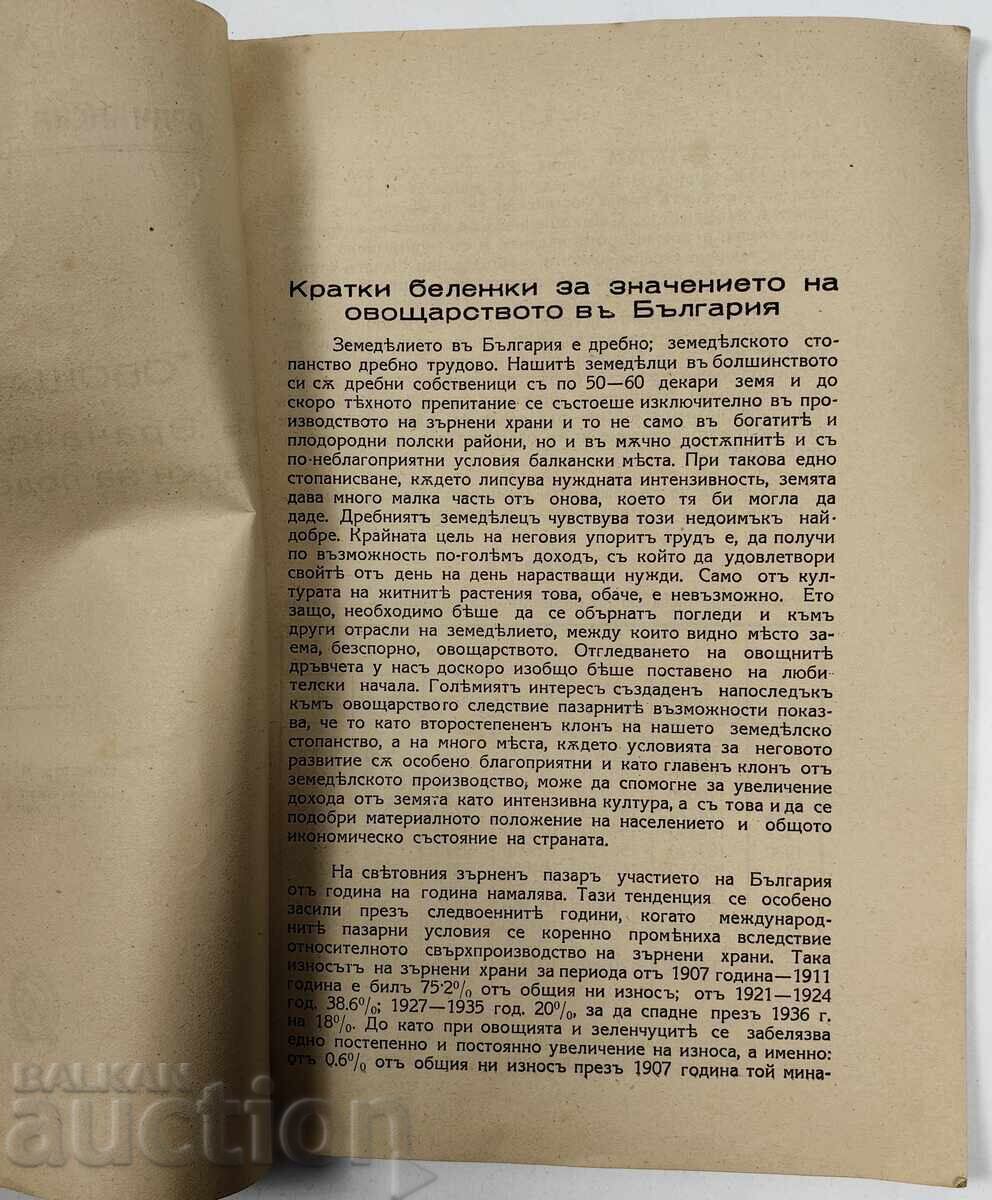 Кратки бележки за значението на
овощарството въ България
Земедѣлието въ България е дребно; земедѣлското сто-
панство дребно трудово. Нашитѣ земедѣлци въ болшинството
си сѫ дребни собственици съ по 50—60 декари земя и до
скоро тѣхното препитание се състоеше изключително въ про-
изводството на зърнени храни и то не само въ богатитѣ и
плодородни полски райони, но и въ мѫчно достѫпнитѣ и съ
по-неблагоприятни условия балкански мѣста. При такова едно
стопанисване, кѫдето липсува нуждната интензивность, земята
дава много малка часть отъ онова, което тя би могла да
даде. Дребниятъ земедѣлецъ чувствува този недоимъкъ най-
добре. Крайната цель на неговия упоритъ трудъ е, да получи
по възможность по-голѣмъ доходъ, съ който да удовлетвори
свойтѣ отъ день на день нарастващи нужди. Само отъ кул-
турата на житнитѣ растения това, обаче, е невъзможно. Ето
защо, необходимо бѣше да се обърнатъ погледи и къмъ
други отрасли на земедѣлието, между които видно мѣсто за-
ема, безспорно, овощарството. Отгледването на овощнитѣ
дръвчета у насъ доскоро изобщо бѣше поставено на люби-
телски начала. Голѣмиятъ интересъ създаденъ напоследъкъ
къмъ овощарството следствие пазарнитѣ възможности показ-
ва, че то като второстепененъ клонъ на нашето земедѣлско
стопанство, а на много мѣста, кѫдето условията за неговото
развитие сѫ особено благоприятни и като главенъ клонъ отъ
земедѣлското производство, може да спомогне за увеличение
дохода отъ земята като интензивна култура, а съ това и да се
подобри материалното положение на населението и общото
икономическо състояние на страната.
На свѣтовния зърненъ пазаръ участието на България
отъ година на година намалява. Тази тенденция се особено
засили презъ следвоеннитѣ години, когато международ-
нитѣ пазарни условия се коренно промѣниха вследствие
относителното свърхпроизводство на зърнени храни. Така
износътъ на зърнени храни за периода отъ 1907 година—1911
година е билъ 75·2% отъ общия ни износъ; отъ 1921—1924
год. 38.6%; 1927—1935 год. 20%, за да спадне презъ 1936 г.
на 18%. До като при овощията и зеленчуцитѣ се забелязва
едно постепенно и постоянно увеличение на износа, а именно:
отъ 0.6% отъ общия ни износъ презъ 1907 година той мина-
БАЛКАН
auction